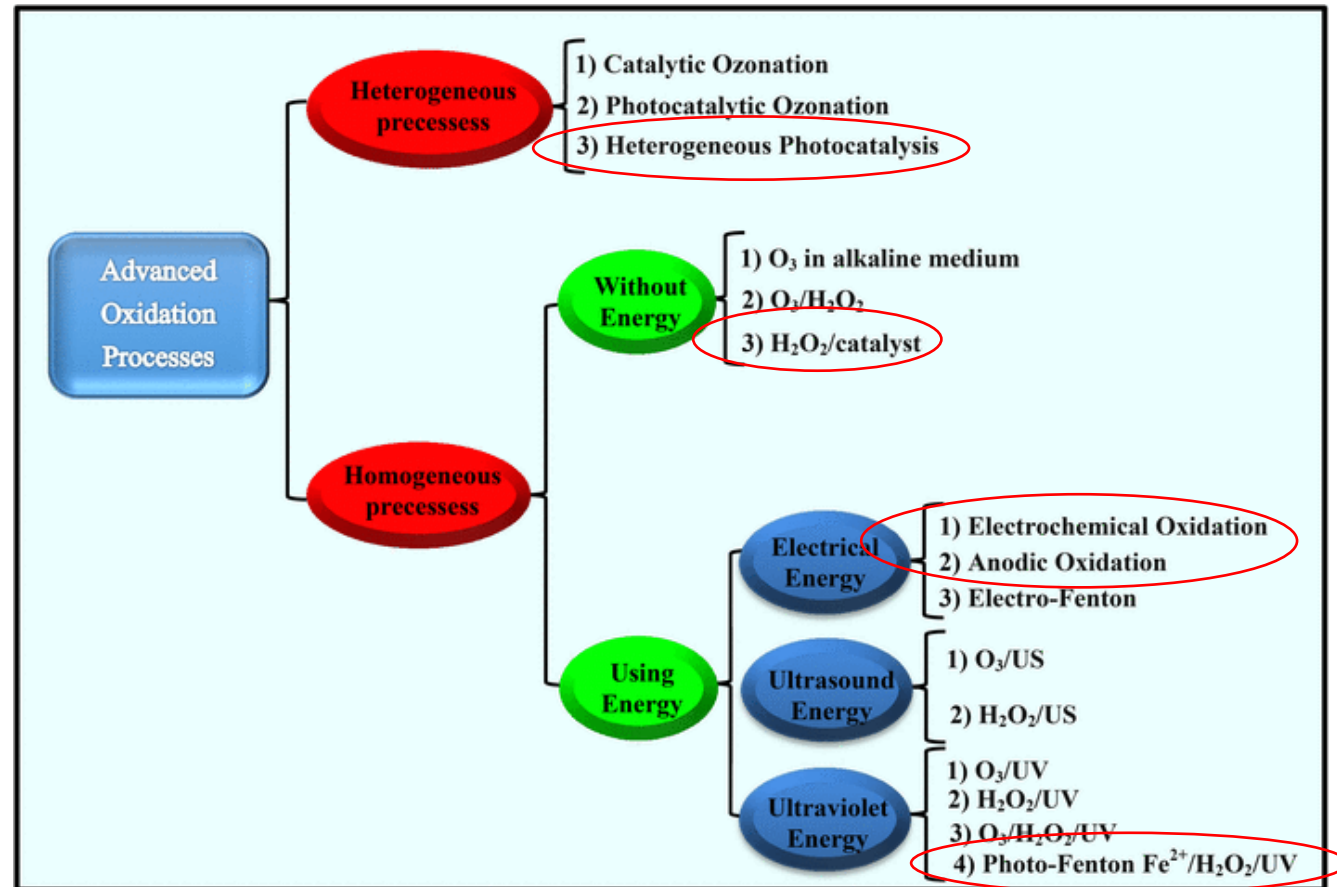 Advanced
Oxidation
Processes
Heterogeneous
precessess
1) Catalytic Ozonation
2) Photocatalytic Ozonation
3) Heterogeneous Photocatalysis
Homogeneous
precessess
Without
Energy
1) O₃ in alkaline medium
2) O₃/H₂O₂
3) H₂O₂/catalyst
Using
Energy
Electrical
Energy
1) Electrochemical Oxidation
2) Anodic Oxidation
3) Electro-Fenton
Ultrasound
Energy
1) O₃/US
2) H₂O₂/US
Ultraviolet
Energy
1) O₃/UV
2) H₂O₂/UV
3) O₃/H₂O₂/UV
4) Photo-Fenton Fe²⁺/H₂O₂/UV